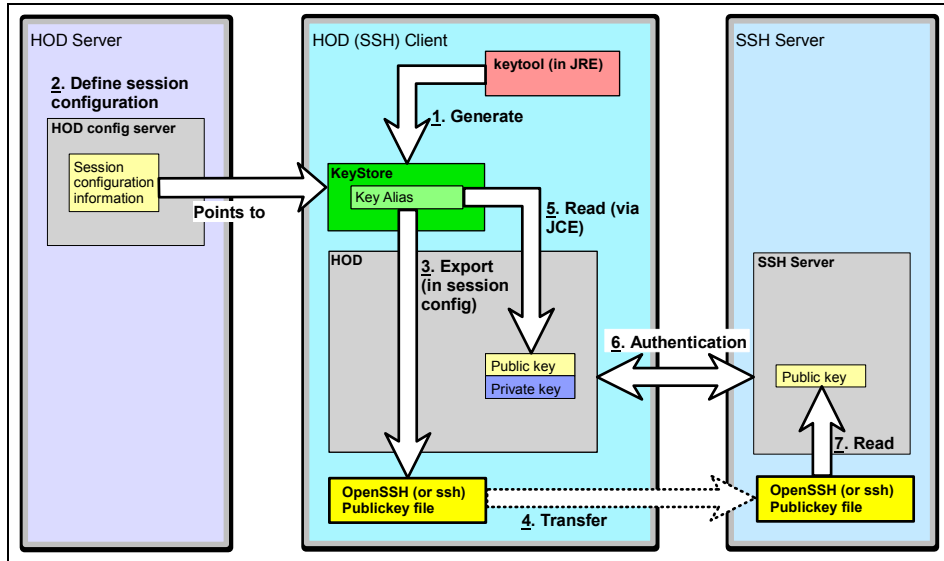 HOD Server
2. Define session
configuration
HOD config server
Session
configuration
information
Points to
HOD (SSH) Client
keytool (in JRE)
1. Generate
KeyStore
Key Alias
5. Read (via
JCE)
HOD
3. Export
(in session
config)
Public key
Private key
OpenSSH (or ssh)
Publickey file
4. Transfer
6. Authentication
SSH Server
SSH Server
Public key
7. Read
OpenSSH (or ssh)
Publickey file